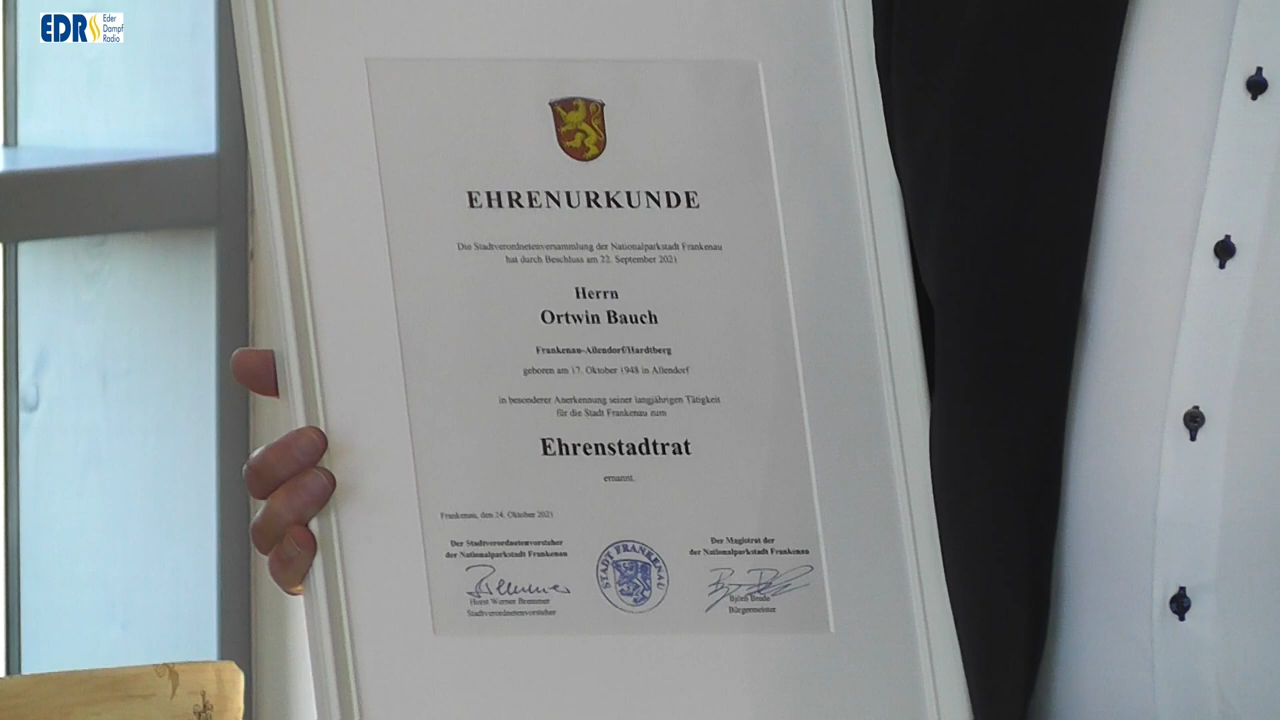 EDR Eder
Dampf
Radio
EHRENURKUNDE
Die Stadtverordnetenversammlung der Nationalparkstadt Frankenau
hat durch Beschluss am 22. September 2021
Herrn
Ortwin Bauch
Frankenau-Allendorf/Hardtberg
geboren am 17. Oktober 1948 in Allendorf
in besonderer Anerkennung seiner langjährigen Tätigkeit
für die Stadt Frankenau zum
Ehrenstadtrat
ernannt.
Frankenau, den 24. Oktober 2021
Der Stadtverordnetenvorsteher
der Nationalparkstadt Frankenau
Horst Werner Bremmer
Stadtverordnetenvorsteher
STADT FRANKENAU
Der Magistrat der
der Nationalparkstadt Frankenau
Björn Brede
Bürgermeister